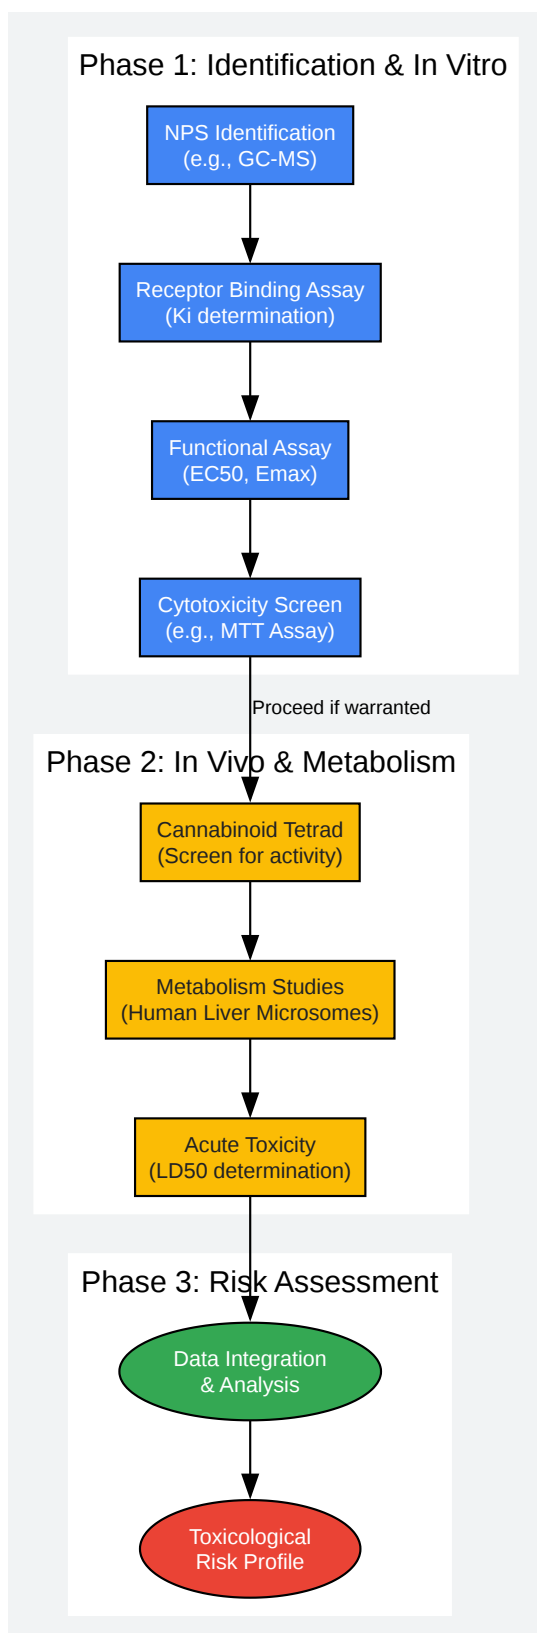 Phase 1: Identification & In Vitro
NPS Identification
(e.g., GC-MS)
Receptor Binding Assay
(Ki determination)
Functional Assay
(EC50, Emax)
Cytotoxicity Screen
(e.g., MTT Assay)
Proceed if warranted
Phase 2: In Vivo & Metabolism
Cannabinoid Tetrad
(Screen for activity)
Metabolism Studies
(Human Liver Microsomes)
Acute Toxicity
(LD50 determination)
Phase 3: Risk Assessment
Data Integration
& Analysis
Toxicological
Risk Profile